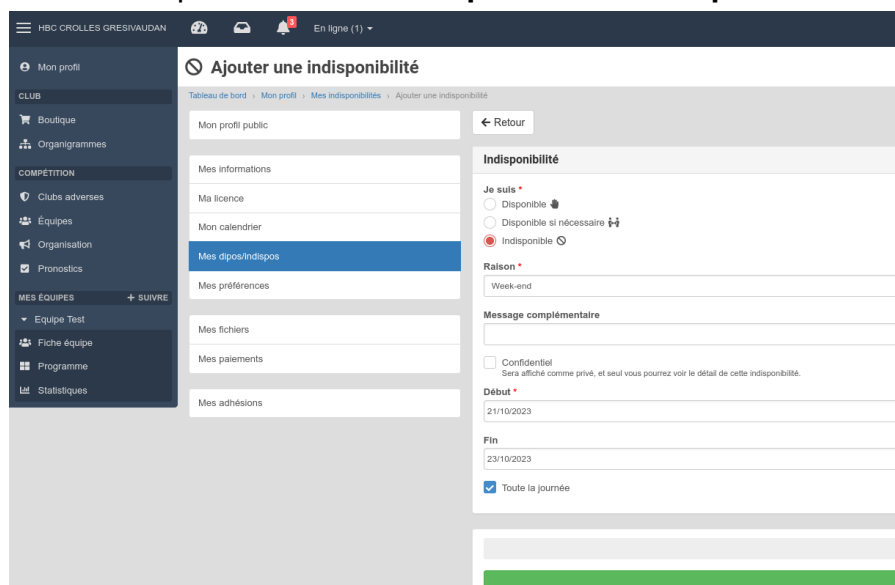 HBC CROLLES GRESIVAUDAN
3
En ligne (1)
Mon profil
CLUB
Boutique
Organigrammes
COMPÉTITION
Clubs adverses
Équipes
Organisation
Pronostics
MES ÉQUIPES + SUIVRE
Equipe Test
Fiche équipe
Programme
Statistiques
Ajouter une indisponibilité
Tableau de bord › Mon profil › Mes indisponibilités › Ajouter une indisponibilité
Mon profil public
Mes informations
Ma licence
Mon calendrier
Mes dipos/indispos
Mes préférences
Mes fichiers
Mes paiements
Mes adhésions
← Retour
Indisponibilité
Je suis *
Disponible
Disponible si nécessaire
Indisponible
Raison *
Week-end
Message complémentaire
Confidentiel
Sera affiché comme privé, et seul vous pourrez voir le détail de cette indisponibilité.
Début *
21/10/2023
Fin
23/10/2023
Toute la journée